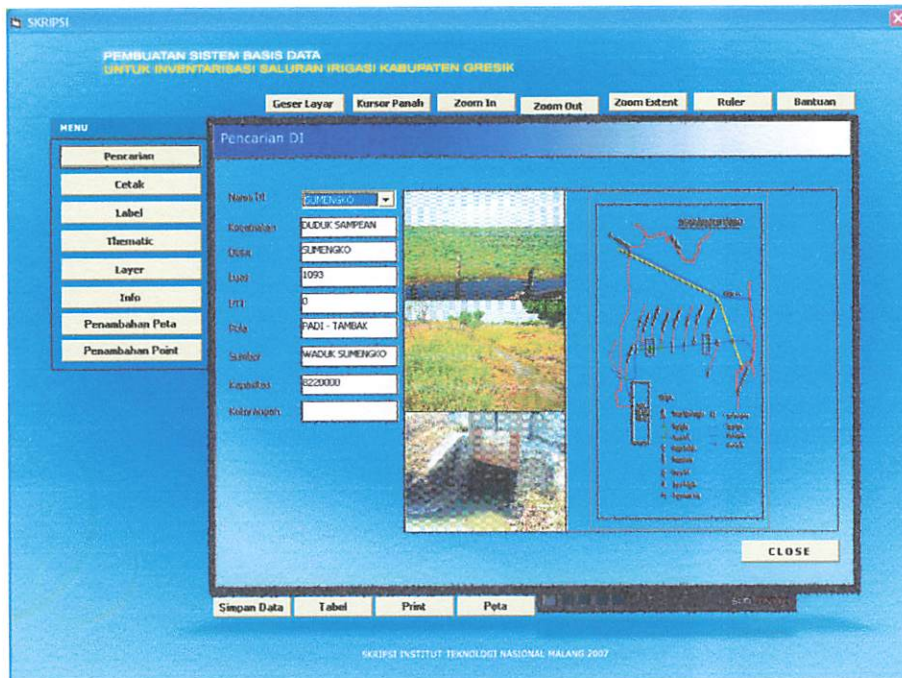 SKRIPSI
PEMBUATAN SISTEM BASIS DATA
UNTUK INVENTARISASI SALURAN IRIGASI KABUPATEN GRESIK
Geser Layar Kursor Panah Zoom In Zoom Out Zoom Extent Ruler Bantuan
MENU
Pencarian
Cetak
Label
Thematic
Layer
Info
Penambahan Peta
Penambahan Point
Pencarian DI
Nama DI SUMENGKO
Kecamatan DUDUK SAMPEAN
Desa SUMENGKO
Luas 1093
0
Pola PADI - TAMBAK
Sumber WADUK SUMENGKO
Kapasitas 8220000
Keterangan
CLOSE
Simpan Data Tabel Print Peta
SKRIPSI INSTITUT TEKNOLOGI NASIONAL MALANG 2007